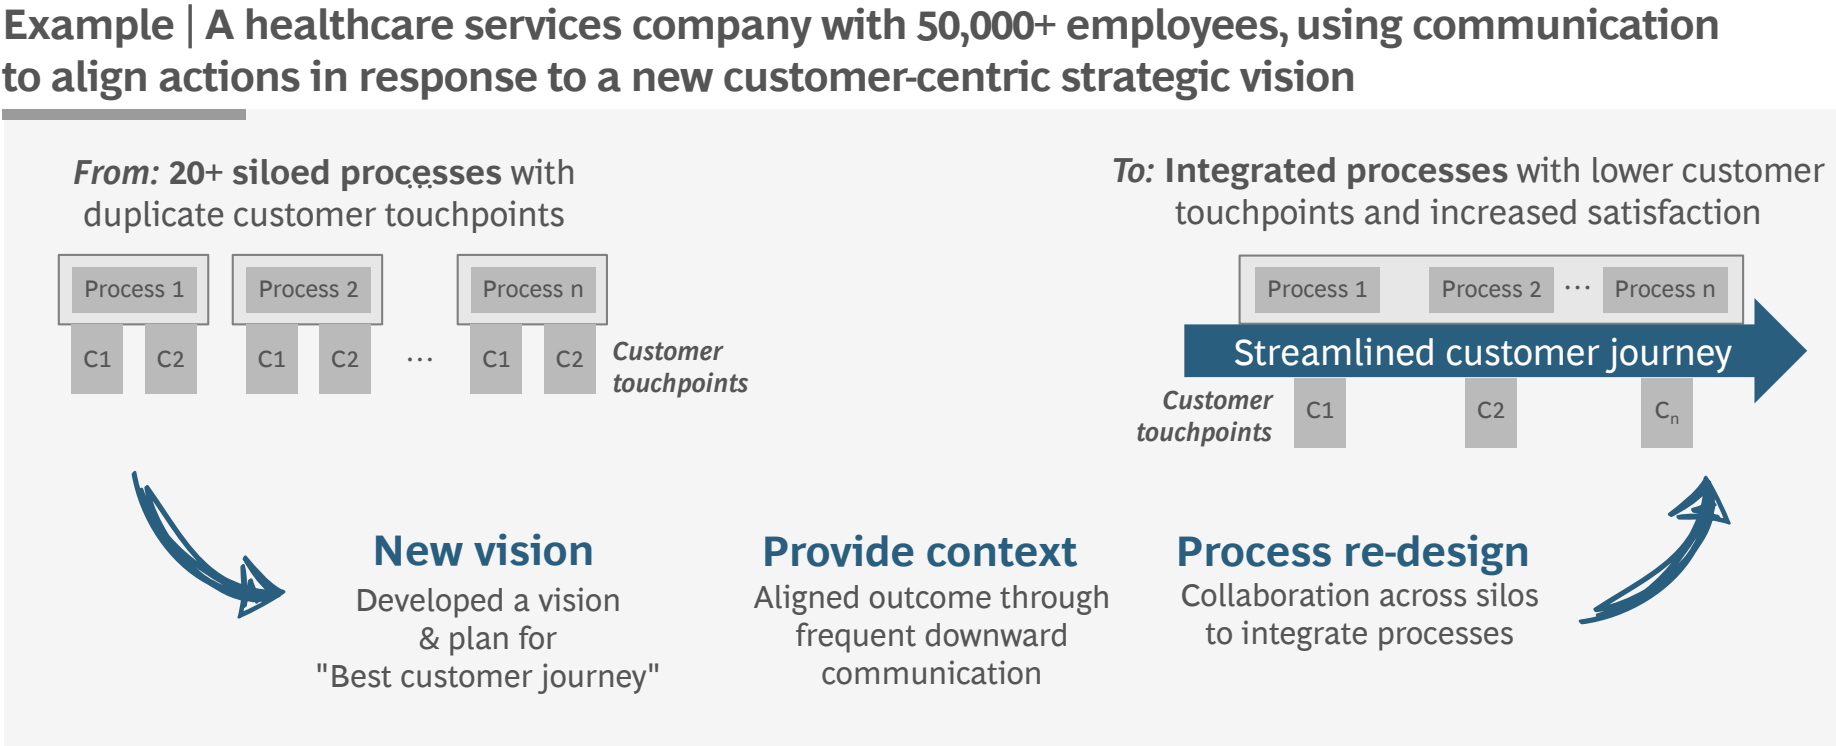 Example | A healthcare services company with 50,000+ employees, using communication
to align actions in response to a new customer-centric strategic vision
From: 20+ siloed processes with
duplicate customer touchpoints
...
Process 1
Process 2
Process n
C1
C2
C1
C2
...
C1
C2
Customer
touchpoints
To: Integrated processes with lower customer
touchpoints and increased satisfaction
Process 1
Process 2
...
Process n
Streamlined customer journey
Customer
touchpoints
C1
C2
Cn
New vision
Developed a vision
& plan for
"Best customer journey"
Provide context
Aligned outcome through
frequent downward
communication
Process re-design
Collaboration across silos
to integrate processes